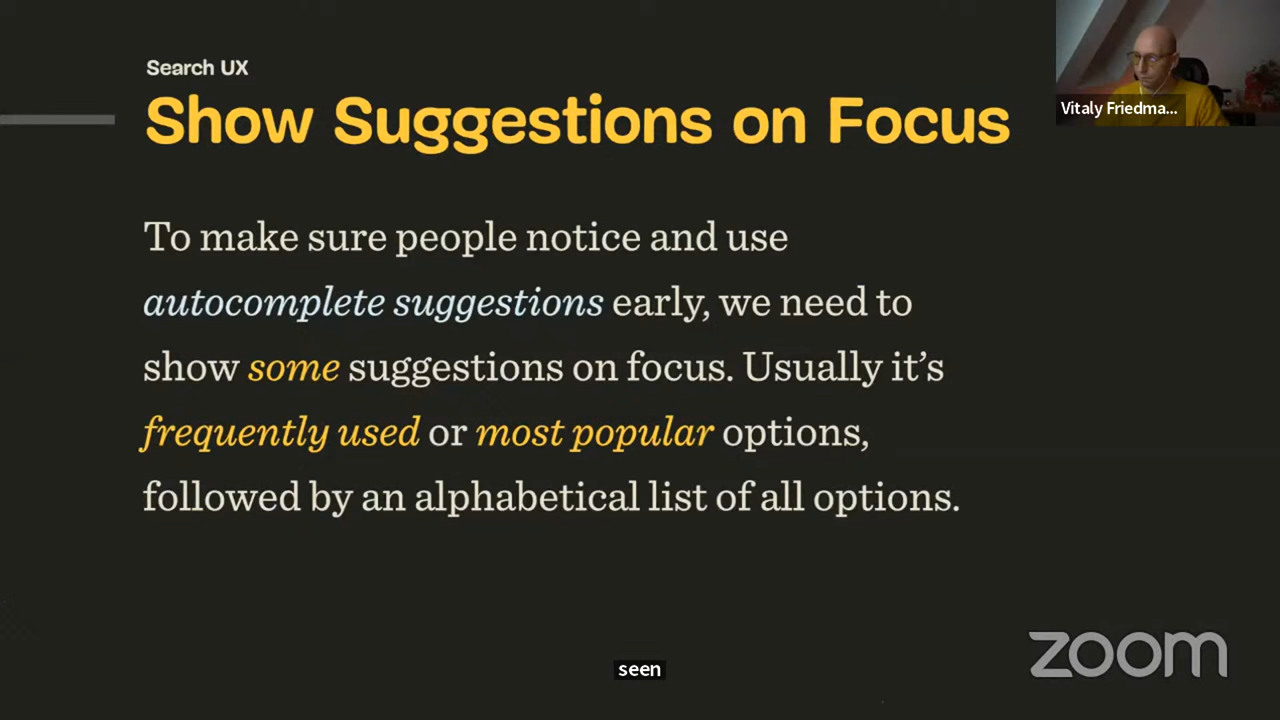 Search UX
Show Suggestions on Focus
Vitaly Friedma...
To make sure people notice and use
autocomplete suggestions early, we need to
show some suggestions on focus. Usually it’s
frequently used or most popular options,
followed by an alphabetical list of all options.
seen
zoom